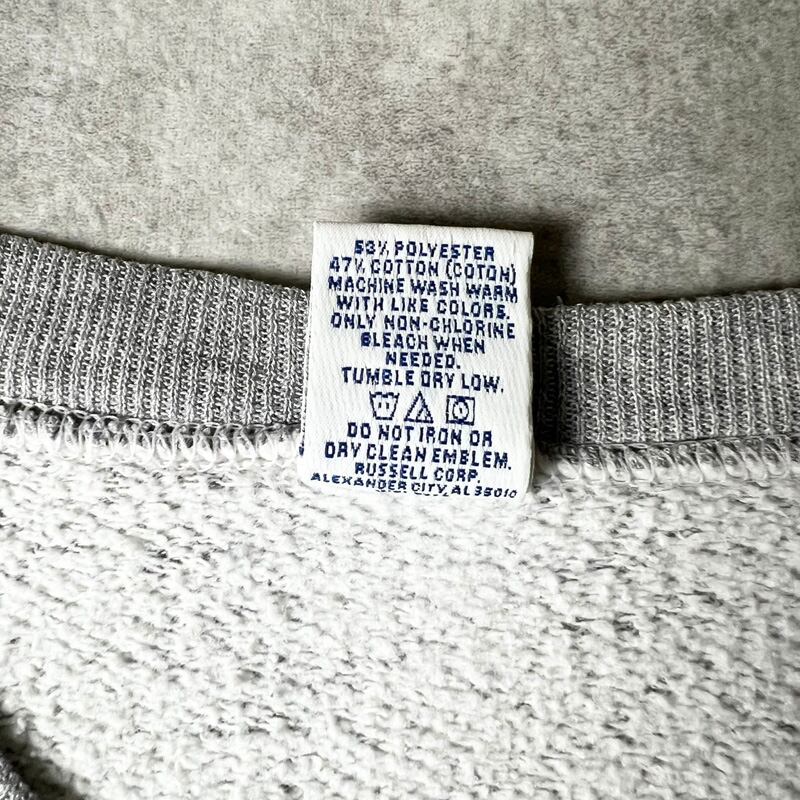 53% POLYESTER
47% COTTON (COTON)
MACHINE WASH WARM
WITH LIKE COLORS.
ONLY NON-CHLORINE
BLEACH WHEN
NEEDED.
TUMBLE DRY LOW.
DO NOT IRON OR
DRY CLEAN EMBLEM.
RUSSELL CORP.
ALEXANDER CITY, AL 35010